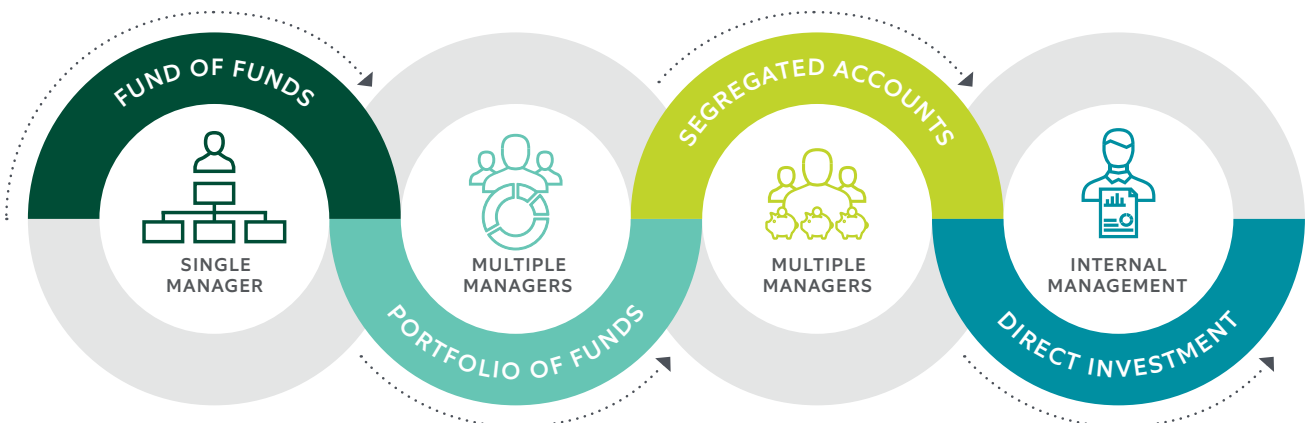 FUND OF FUNDS
SINGLE
MANAGER
PORTFOLIO OF FUNDS
MULTIPLE
MANAGERS
SEGREGATED ACCOUNTS
MULTIPLE
MANAGERS
DIRECT INVESTMENT
INTERNAL
MANAGEMENT